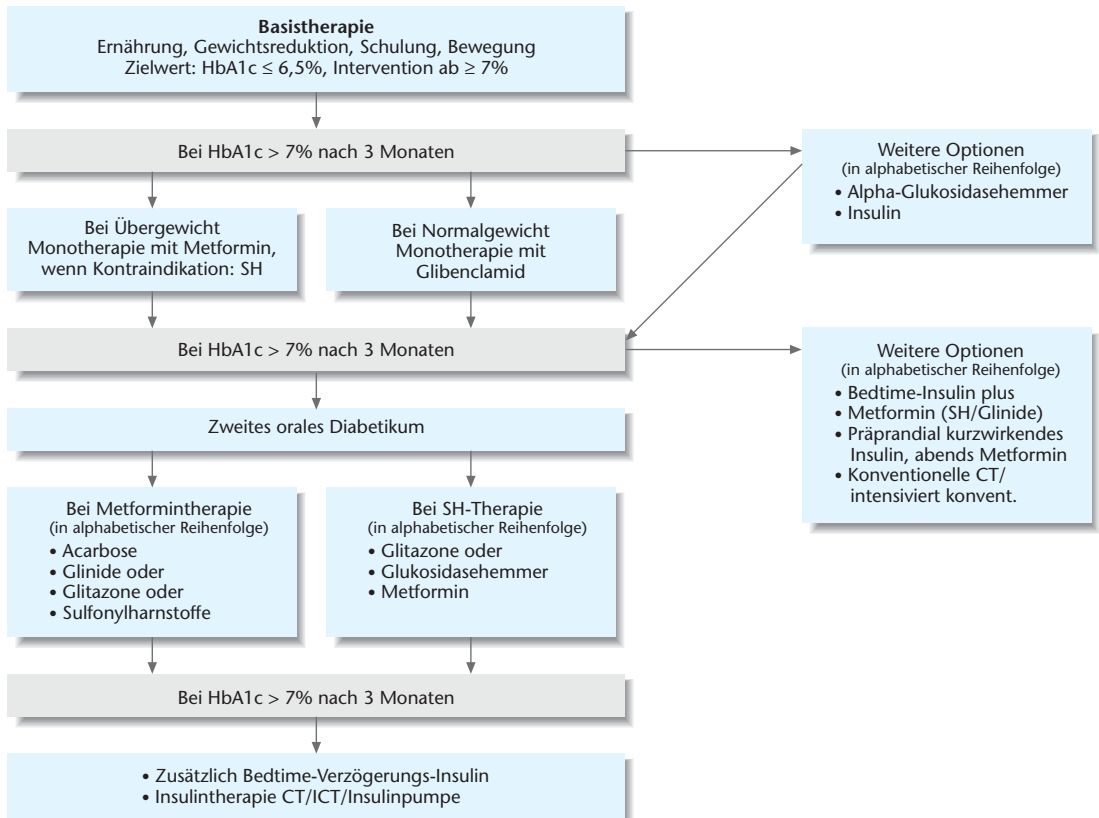 Basistherapie
Ernährung, Gewichtsreduktion, Schulung, Bewegung
Zielwert: HbA1c ≤ 6,5%, Intervention ab ≥ 7%
Bei HbA1c > 7% nach 3 Monaten
Weitere Optionen
(in alphabetischer Reihenfolge)
• Alpha-Glukosidasehemmer
• Insulin
Bei Übergewicht
Monotherapie mit Metformin,
wenn Kontraindikation: SH
Bei Normalgewicht
Monotherapie mit
Glibenclamid
Bei HbA1c > 7% nach 3 Monaten
Weitere Optionen
(in alphabetischer Reihenfolge)
• Bedtime-Insulin plus
• Metformin (SH/Glinide)
• Präprandial kurzwirkendes
Insulin, abends Metformin
• Konventionelle CT/
intensiviert konvent.
Zweites orales Diabetikum
Bei Metformintherapie
(in alphabetischer Reihenfolge)
• Acarbose
• Glinide oder
• Glitazone oder
• Sulfonylharnstoffe
Bei SH-Therapie
(in alphabetischer Reihenfolge)
• Glitazone oder
• Glukosidasehemmer
• Metformin
Bei HbA1c > 7% nach 3 Monaten
• Zusätzlich Bedtime-Verzögerungs-Insulin
• Insulintherapie CT/ICT/Insulinpumpe